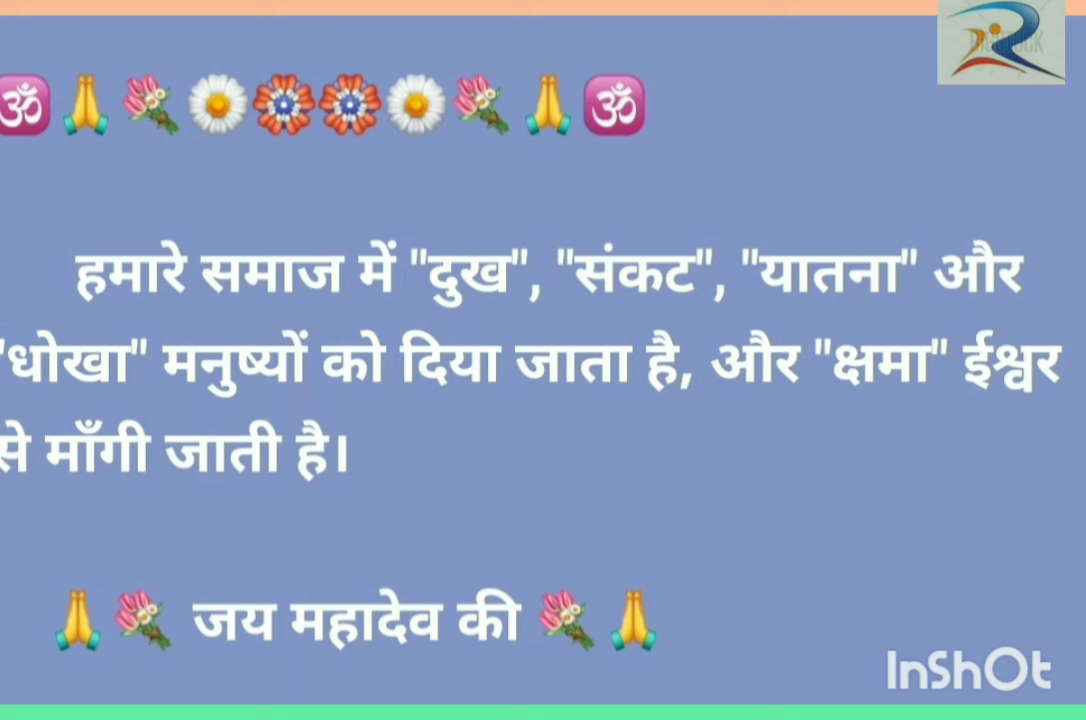 🕉️🙏💐🌼🏵️🏵️🌼💐🙏🕉️
हमारे समाज में "दुख", "संकट", "यातना" और
"धोखा" मनुष्यों को दिया जाता है, और "क्षमा" ईश्वर
से माँगी जाती है।
🙏💐 जय महादेव की 💐🙏
InShOt